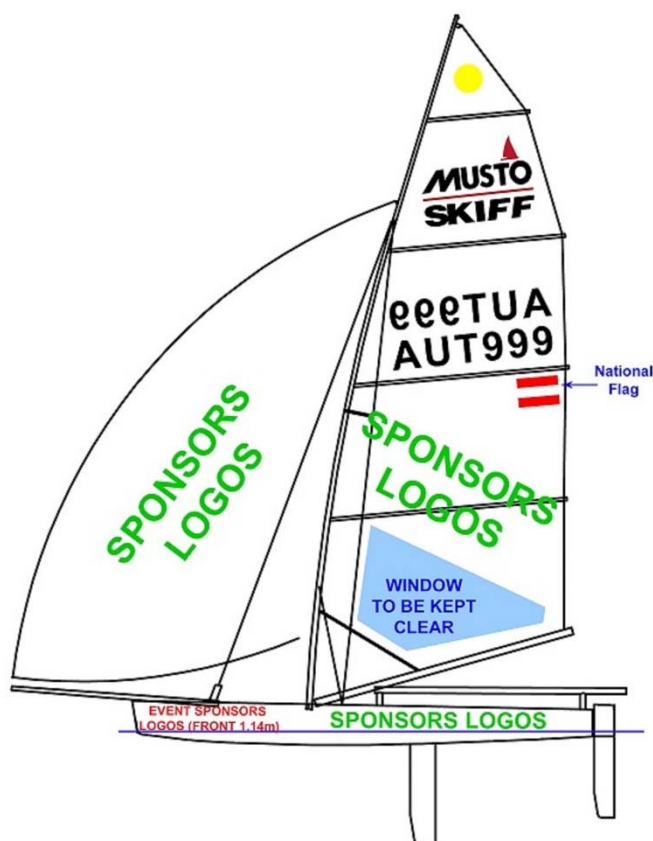 MUSTO
SKIFF
AUT999
AUT999
National
Flag
SPONSORS
LOGOS
SPONSORS
LOGOS
WINDOW
TO BE KEPT
CLEAR
EVENT SPONSORS
LOGOS (FRONT 1.14m)
SPONSORS LOGOS